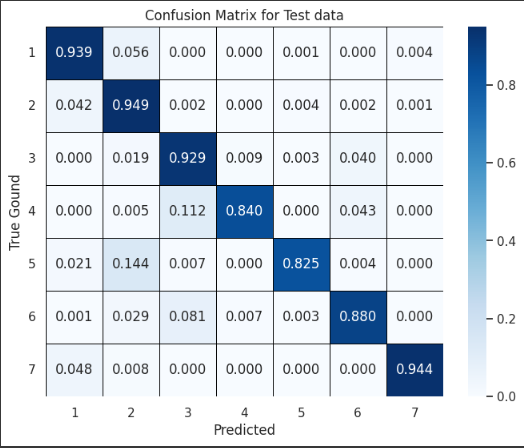 Confusion Matrix for Test data
1 0.939 0.056 0.000 0.000 0.001 0.000 0.004
2 0.042 0.949 0.002 0.000 0.004 0.002 0.001
3 0.000 0.019 0.929 0.009 0.003 0.040 0.000
4 0.000 0.005 0.112 0.840 0.000 0.043 0.000
5 0.021 0.144 0.007 0.000 0.825 0.004 0.000
6 0.001 0.029 0.081 0.007 0.003 0.880 0.000
7 0.048 0.008 0.000 0.000 0.000 0.000 0.944
1 2 3 4 5 6 7
Predicted
True Gound
0.8
0.6
0.4
0.2
0.0